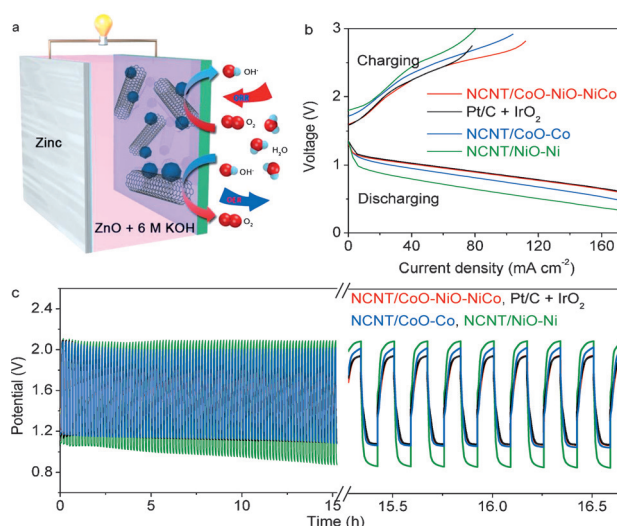 a
Zinc
ZnO + 6 M KOH
OH⁻
O₂
H₂O
OH⁻
O₂
b
Charging
NCNT/CoO-NiO-NiCo
Pt/C + IrO₂
NCNT/CoO-Co
NCNT/NiO-Ni
Discharging
Voltage (V)
3
2
1
0
0 40 80 120 160
Current density (mA cm⁻²)
c
NCNT/CoO-NiO-NiCo, Pt/C + IrO₂
NCNT/CoO-Co, NCNT/NiO-Ni
Potential (V)
2.4
2.0
1.6
1.2
0.8
0 5 10 15 15.5 16.0 16.5
Time (h)